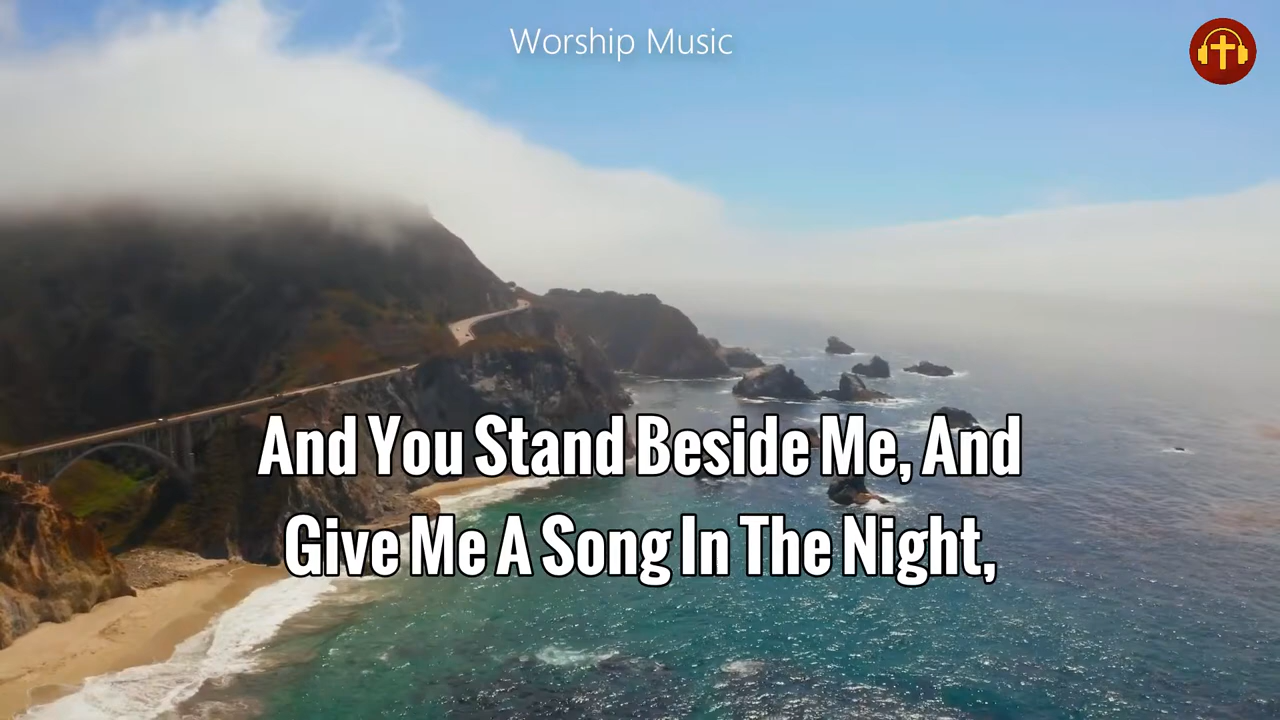 Worship Music
And You Stand Beside Me, And
Give Me A Song In The Night,